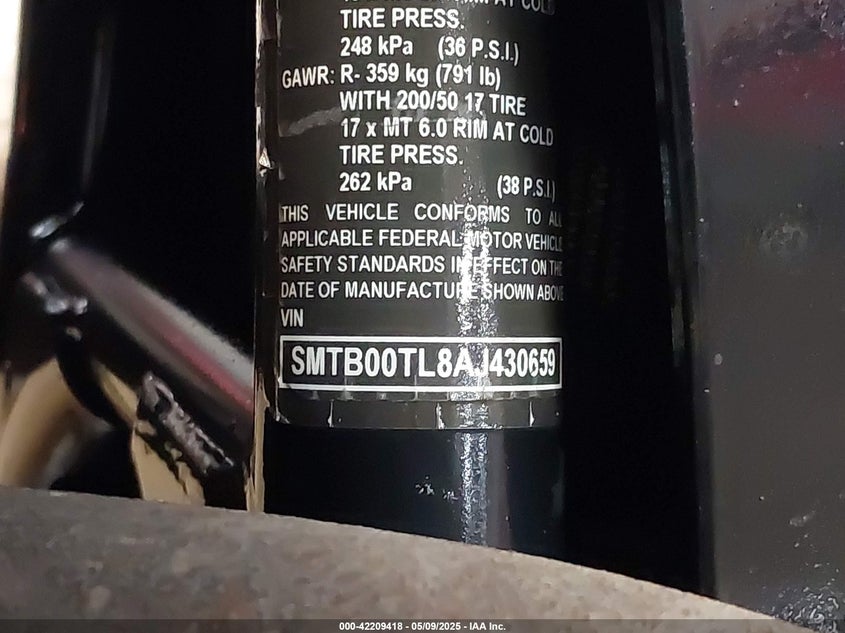 AT COLD
TIRE PRESS.
248 kPa (36 P.S.I.)
GAWR: R- 359 kg (791 lb)
WITH 200/50 17 TIRE
17 x MT 6.0 RIM AT COLD
TIRE PRESS.
262 kPa (38 P.S.I.)
THIS VEHICLE CONFORMS TO ALL
APPLICABLE FEDERAL MOTOR VEHICLE
SAFETY STANDARDS IN EFFECT ON THE
DATE OF MANUFACTURE SHOWN ABOVE
VIN
SMTB00TL8AJ430659
000-42209418 - 05/09/2025 - IAA Inc.